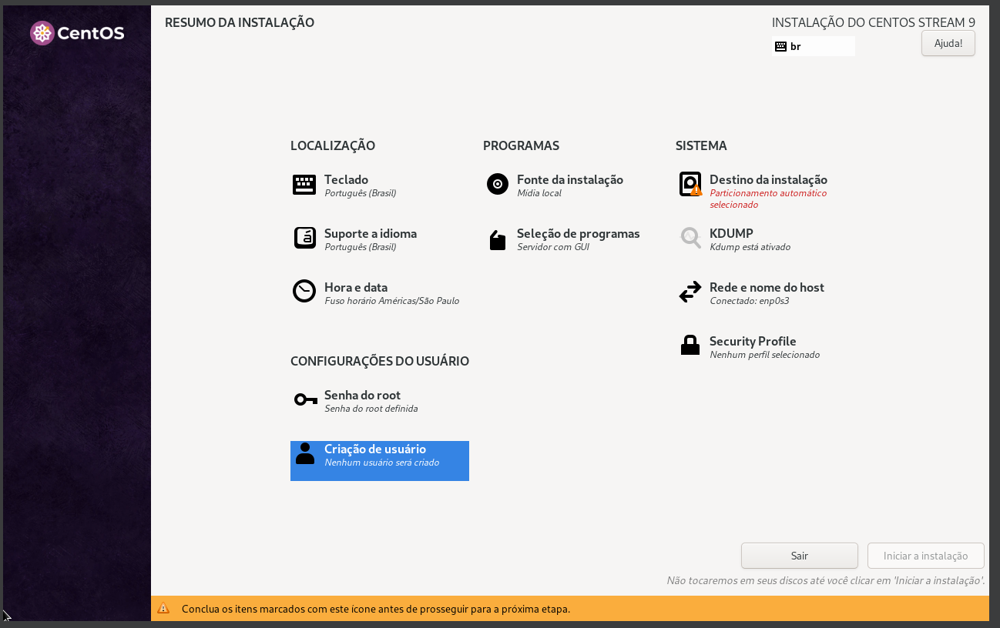 CentOS
RESUMO DA INSTALAÇÃO
INSTALAÇÃO DO CENTOS STREAM 9
br
Ajuda!
LOCALIZAÇÃO
Teclado
Português (Brasil)
Suporte a idioma
Português (Brasil)
Hora e data
Fuso horário Américas/São Paulo
PROGRAMAS
Fonte da instalação
Mídia local
Seleção de programas
Servidor com GUI
SISTEMA
Destino da instalação
Particionamento automático
selecionado
KDUMP
Kdump está ativado
Rede e nome do host
Conectado: enp0s3
Security Profile
Nenhum perfil selecionado
CONFIGURAÇÕES DO USUÁRIO
Senha do root
Senha do root definida
Criação de usuário
Nenhum usuário será criado
Sair
Iniciar a instalação
Não tocaremos em seus discos até você clicar em 'Iniciar a instalação'.
Conclua os itens marcados com este ícone antes de prosseguir para a próxima etapa.